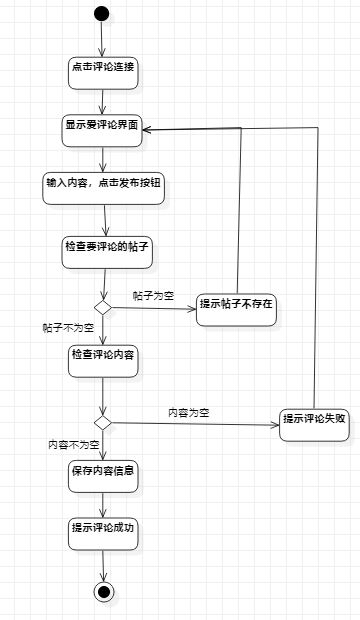 点击评论连接
显示爱评论界面
输入内容，点击发布按钮
检查要评论的帖子
帖子为空
提示帖子不存在
帖子不为空
检查评论内容
内容为空
提示评论失败
内容不为空
保存内容信息
提示评论成功